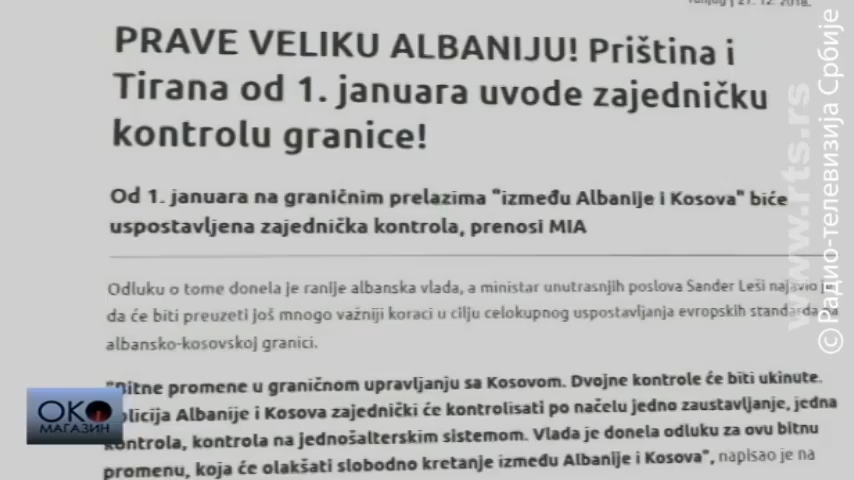 PRAVE VELIKU ALBANIJU! Priština i
Tirana od 1. januara uvode zajedničku
kontrolu granice!
Od 1. januara na graničnim prelazima "između Albanije i Kosova" biće
uspostavljena zajednička kontrola, prenosi MIA
Odluku o tome donela je ranije albanska vlada, a ministar unutrasnjih poslova Sander Leši najavio je
da će biti preuzeti još mnogo važniji koraci u cilju celokupnog uspostavljanja evropskih standarda na
albansko-kosovskoj granici.
"Bitne promene u graničnom upravljanju sa Kosovom. Dvojne kontrole će biti ukinute.
olicija Albanije i Kosova zajednički će kontrolisati po načelu jedno zaustavljanje, jedna
kontrola, kontrola na jednošalterskim sistemom. Vlada je donela odluku za ovu bitnu
promenu, koja će olakšati slobodno kretanje između Albanije i Kosova", napisao je na
ОКО
МАГАЗИН
www.rts.rs
© Радио-телевизија Србије